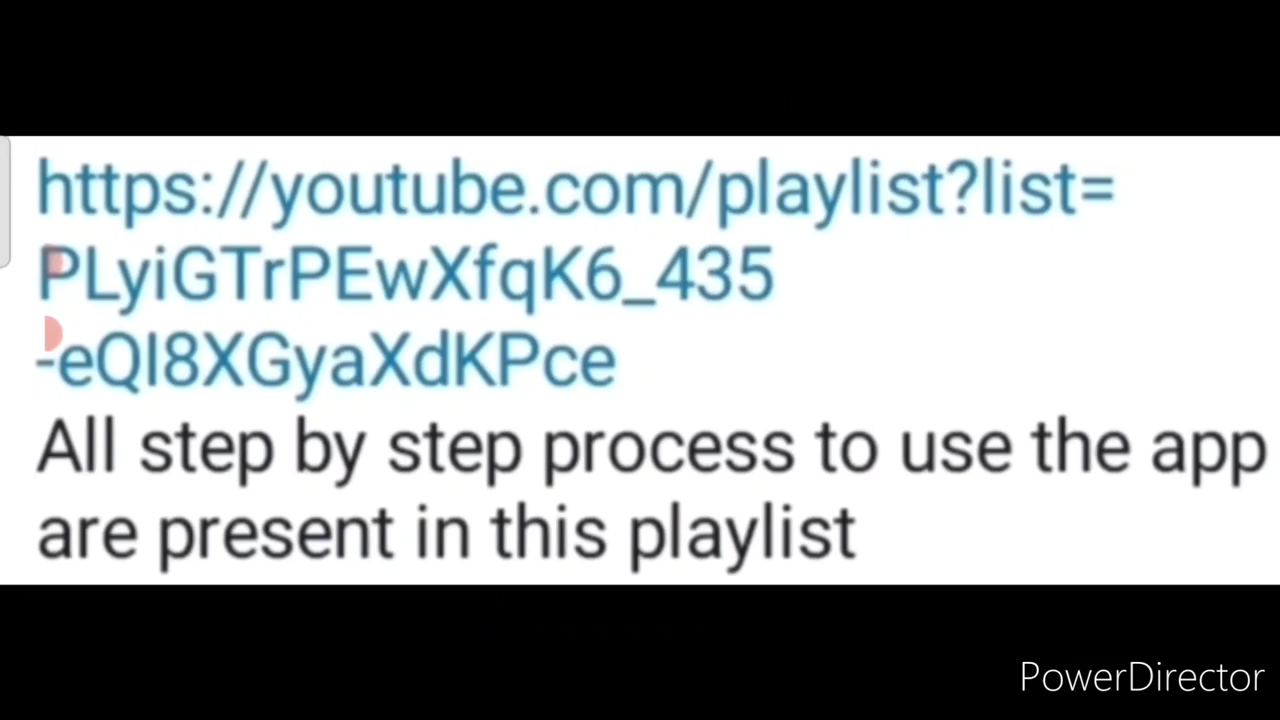 https://youtube.com/playlist?list=
PLyiGTrPEwXfqK6_435
-eQI8XGyaXdKPce
All step by step process to use the app
are present in this playlist
PowerDirector